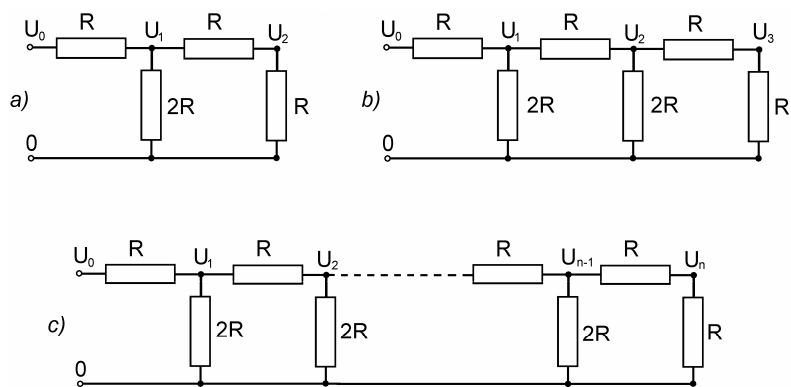 R R R R R
U₀ U₁ U₂ U₀ U₁ U₂ U₃
a) 2R R b) 2R 2R R
0 0
R R R R
U₀ U₁ U₂ Uₙ₋₁ Uₙ
c) 2R 2R 2R R
0